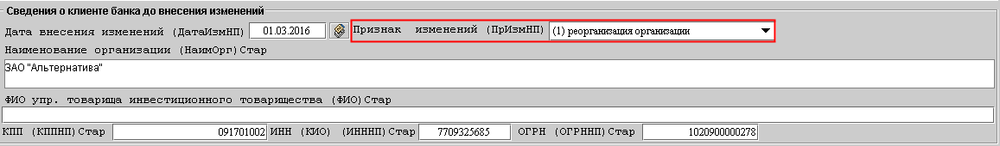 Сведения о клиенте банка до внесения изменений
Дата внесения изменений (ДатаИзмНП) 01.03.2016 Признак изменений (ПрИзмНП) (1) реорганизация организации
Наименование организации (НаимОрг)Стар
ЗАО "Альтернатива"
ФИО упр. товарища инвестиционного товарищества (ФИО)Стар
КПП (КППНП)Стар 091701002 ИНН (КИО) (ИНННП)Стар 7709325685 ОГРН (ОГРННП)Стар 1020900000278